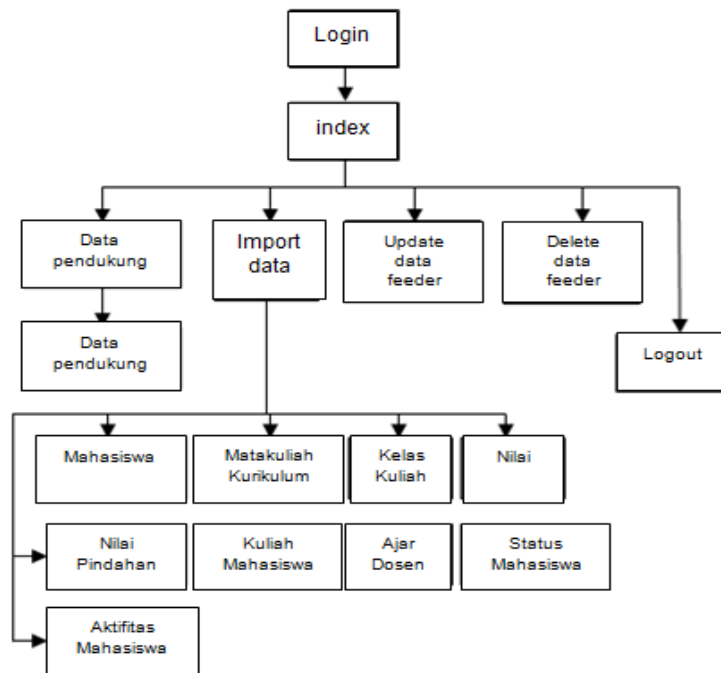 Login
index
Data
pendukung
Import
data
Update
data
feeder
Delete
data
feeder
Data
pendukung
Logout
Mahasiswa
Matakuliah
Kurikulum
Kelas
Kuliah
Nilai
Nilai
Pindahan
Kuliah
Mahasiswa
Ajar
Dosen
Status
Mahasiswa
Aktifitas
Mahasiswa